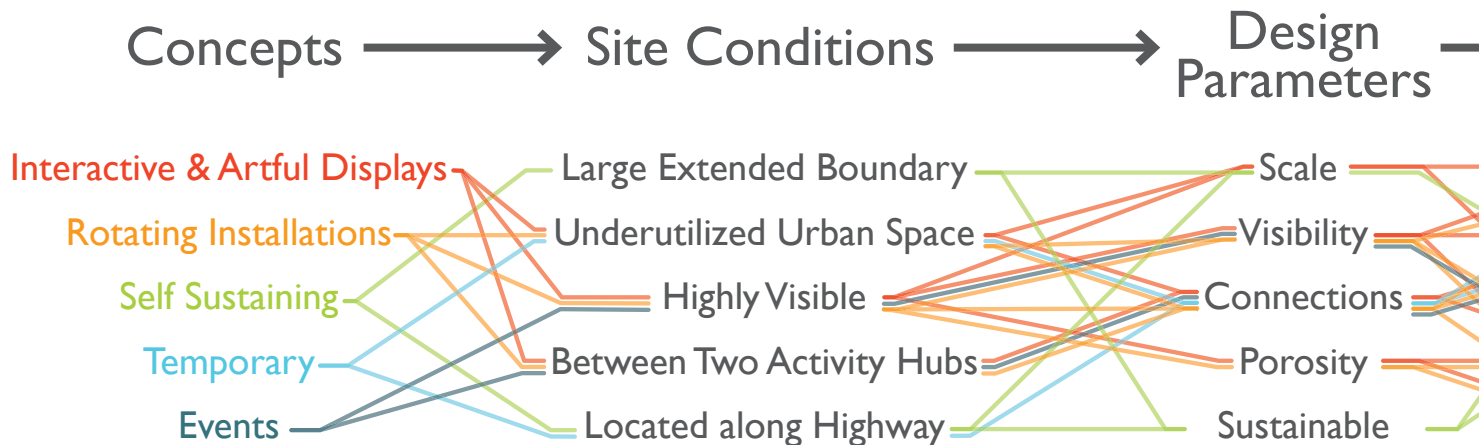 Concepts
Site Conditions
Design
Parameters
Interactive & Artful Displays
Rotating Installations
Self Sustaining
Temporary
Events
Large Extended Boundary
Underutilized Urban Space
Highly Visible
Between Two Activity Hubs
Located along Highway
Scale
Visibility
Connections
Porosity
Sustainable